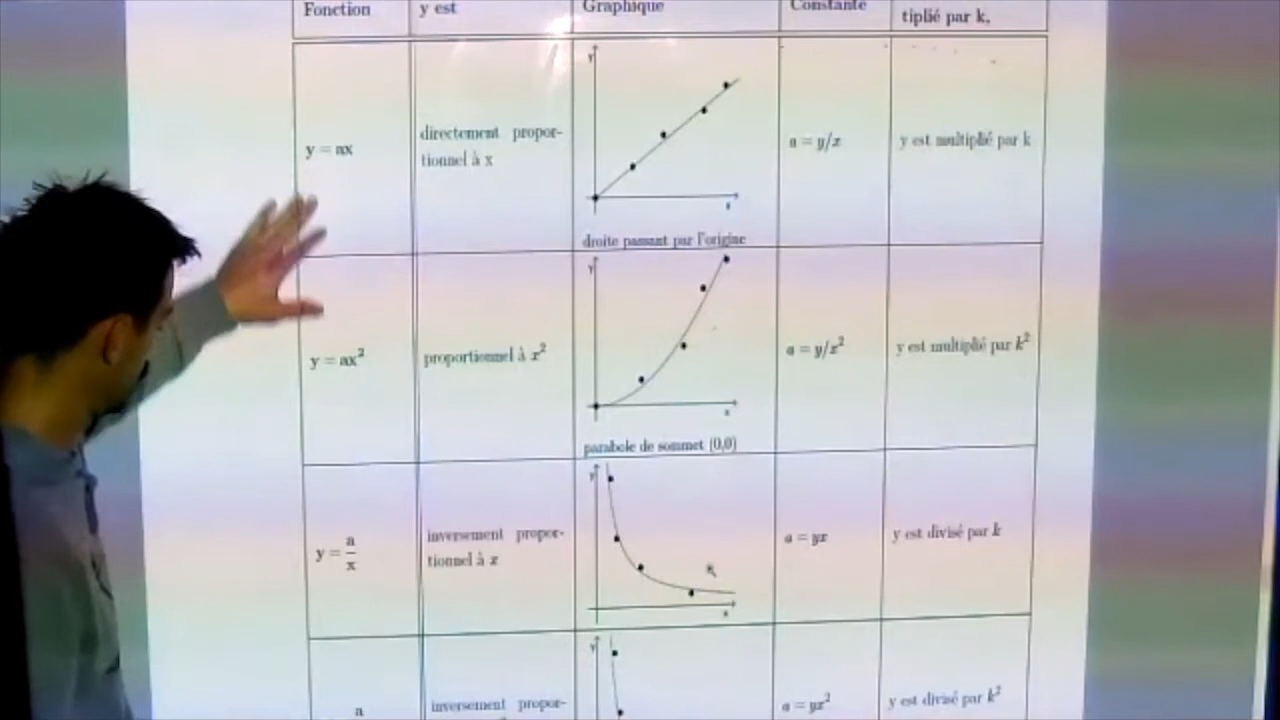 Fonction
y est
Graphique
Constante
tiplié par k,
y = ax
directement propor-
tionnel à x
y
x
droite passant par l'origine
a = y/x
y est multiplié par k
y = ax²
proportionnel à x²
y
x
parabole de sommet (0,0)
a = y/x²
y est multiplié par k²
y = a/x
inversement propor-
tionnel à x
y
x
a = yx
y est divisé par k
a
inversement propor-
y
a = yx²
y est divisé par k²